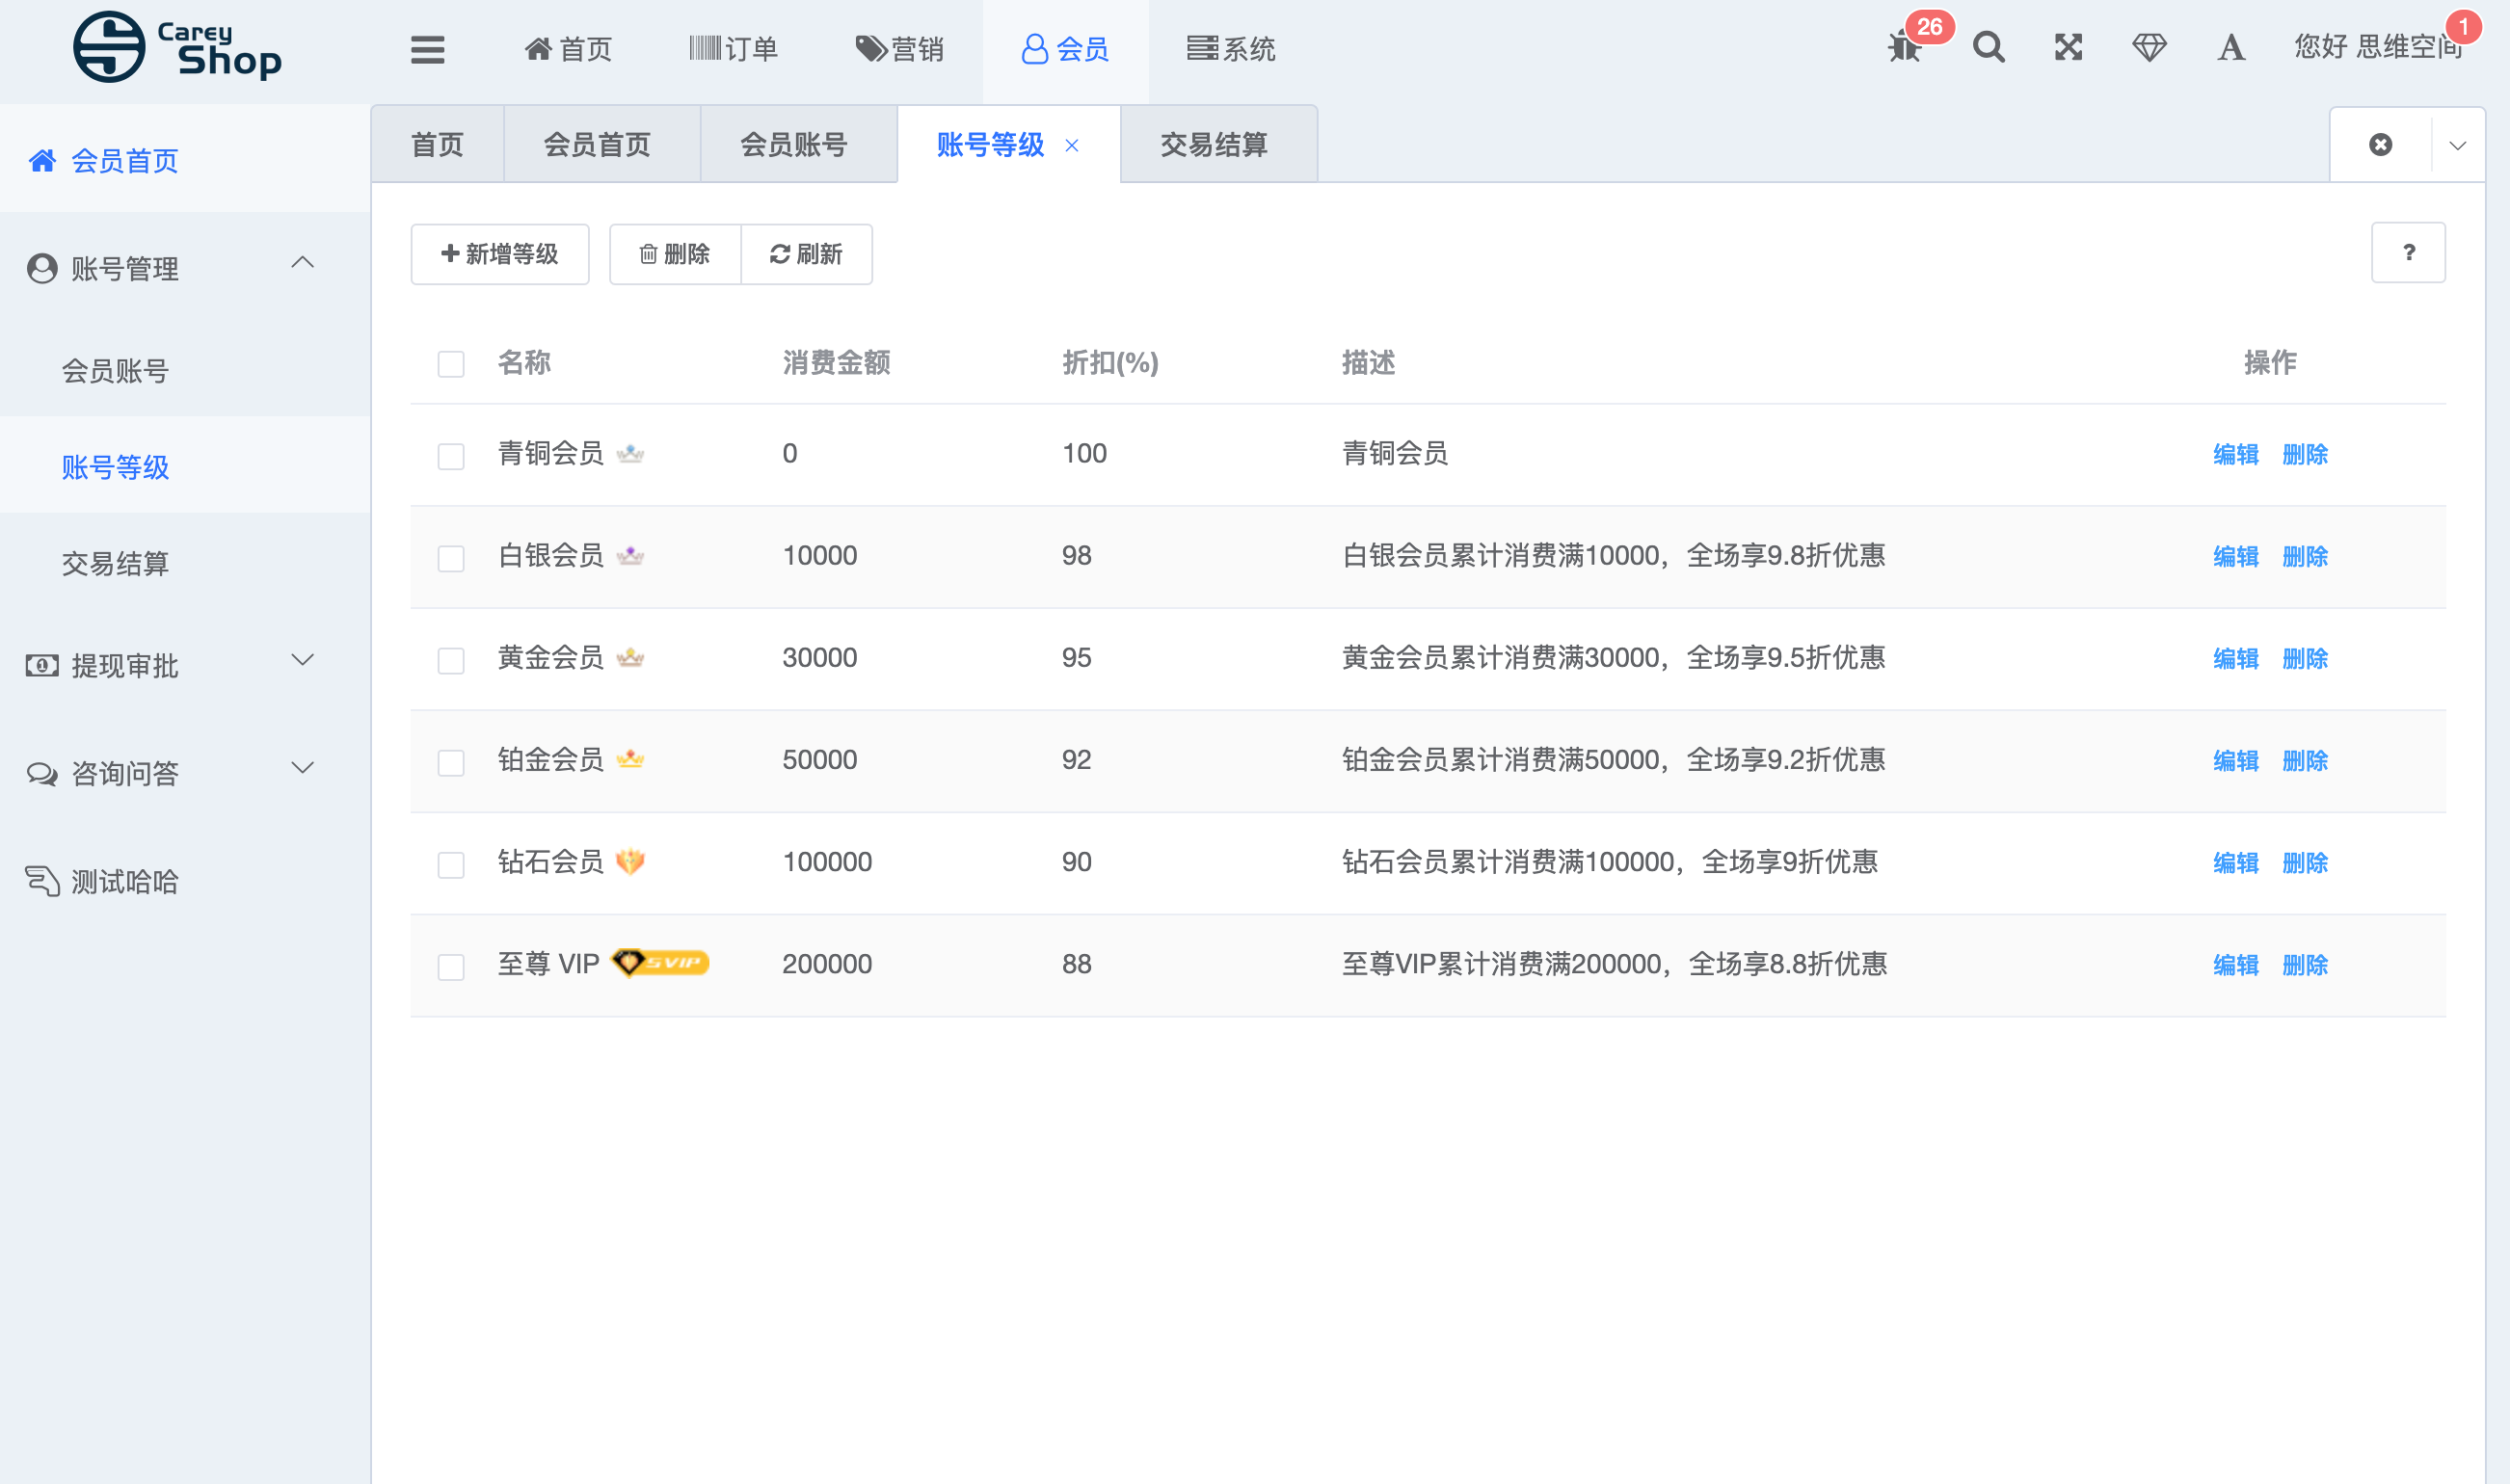 Carey
Shop
首页
订单
营销
会员
系统
26
您好 思维空间
1
首页
会员首页
会员账号
账号等级
交易结算
会员首页
账号管理
会员账号
账号等级
交易结算
提现审批
咨询问答
测试哈哈
新增等级
删除
刷新
?
名称 消费金额 折扣(%) 描述 操作
青铜会员 0 100 青铜会员 编辑 删除
白银会员 10000 98 白银会员累计消费满10000，全场享9.8折优惠 编辑 删除
黄金会员 30000 95 黄金会员累计消费满30000，全场享9.5折优惠 编辑 删除
铂金会员 50000 92 铂金会员累计消费满50000，全场享9.2折优惠 编辑 删除
钻石会员 100000 90 钻石会员累计消费满100000，全场享9折优惠 编辑 删除
至尊 VIP SVIP 200000 88 至尊VIP累计消费满200000，全场享8.8折优惠 编辑 删除